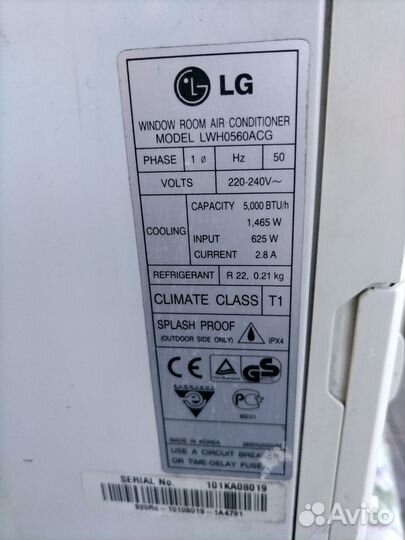 LG
WINDOW ROOM AIR CONDITIONER
MODEL LWH0560ACG
PHASE 1 ø Hz 50
VOLTS 220-240V~
COOLING
CAPACITY 5,000 BTU/h
1,465 W
INPUT 625 W
CURRENT 2.8 A
REFRIGERANT R 22, 0.21 kg
CLIMATE CLASS T1
SPLASH PROOF
(OUTDOOR SIDE ONLY) IPX4
CE GS
BE01
MADE IN KOREA
USE A CIRCUIT BREAKER
OR TIME-DELAY FUSE
SERIAL No. 101KA08019
Avito